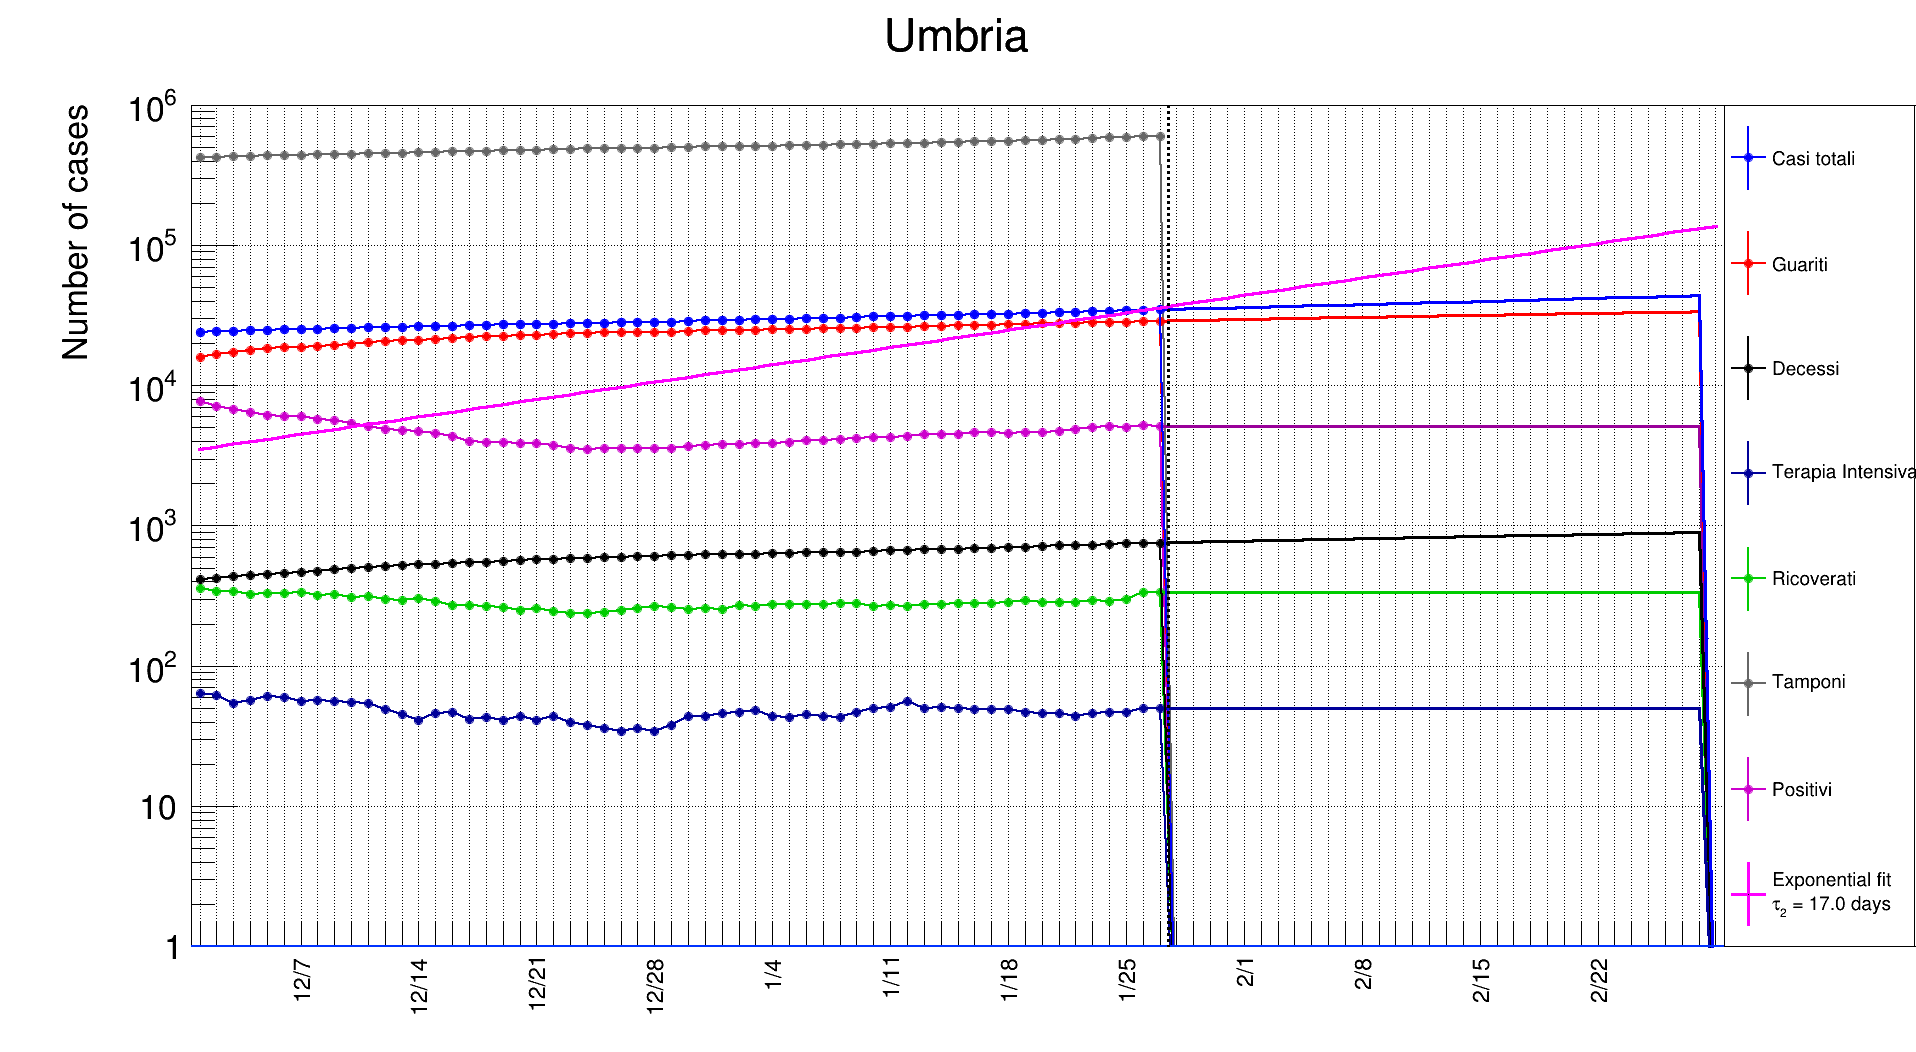 Umbria
Number of cases
10^6
10^5
10^4
10^3
10^2
10
1
12/7
12/14
12/21
12/28
1/4
1/11
1/18
1/25
2/1
2/8
2/15
2/22
Casi totali
Guariti
Decessi
Terapia Intensiva
Ricoverati
Tamponi
Positivi
Exponential fit
τ_2 = 17.0 days